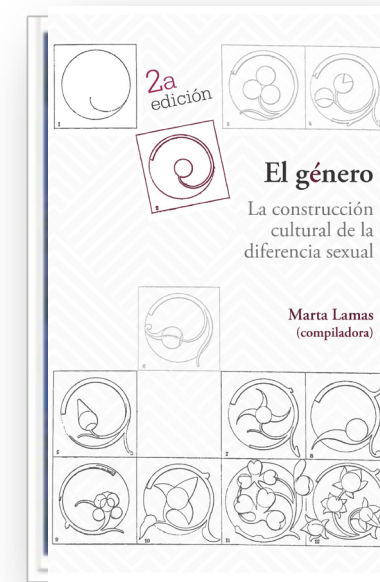 2a
edición
El género
La construcción
cultural de la
diferencia sexual
Marta Lamas
(compiladora)